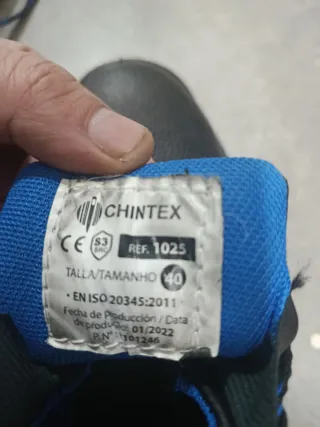 CHINTEX
CE S3 SRC REF. 1025
TALLA/TAMANHO 40
· EN ISO 20345:2011 ·
Fecha de Producción / Data
de produção: 01/2022